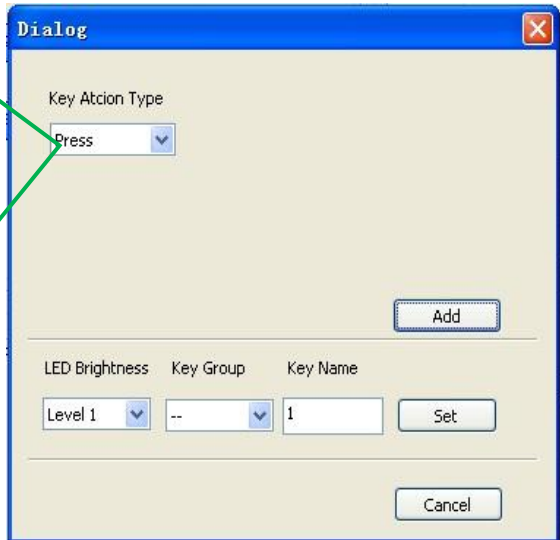 Dialog
Key Atcion Type
Press
Add
LED Brightness Key Group Key Name
Level 1 -- 1 Set
Cancel